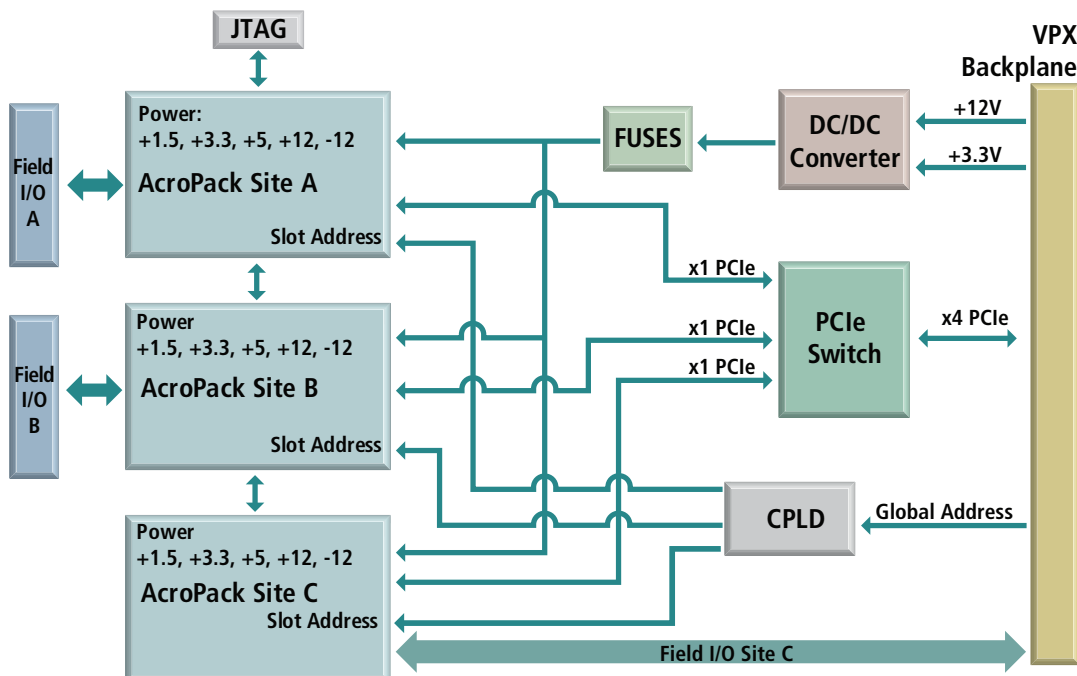 JTAG
VPX
Backplane
Field
I/O
A
Power:
+1.5, +3.3, +5, +12, -12
AcroPack Site A
Slot Address
FUSES
DC/DC
Converter
+12V
+3.3V
x1 PCIe
Field
I/O
B
Power
+1.5, +3.3, +5, +12, -12
AcroPack Site B
Slot Address
x1 PCIe
x1 PCIe
PCIe
Switch
x4 PCIe
CPLD
Global Address
Power
+1.5, +3.3, +5, +12, -12
AcroPack Site C
Slot Address
Field I/O Site C